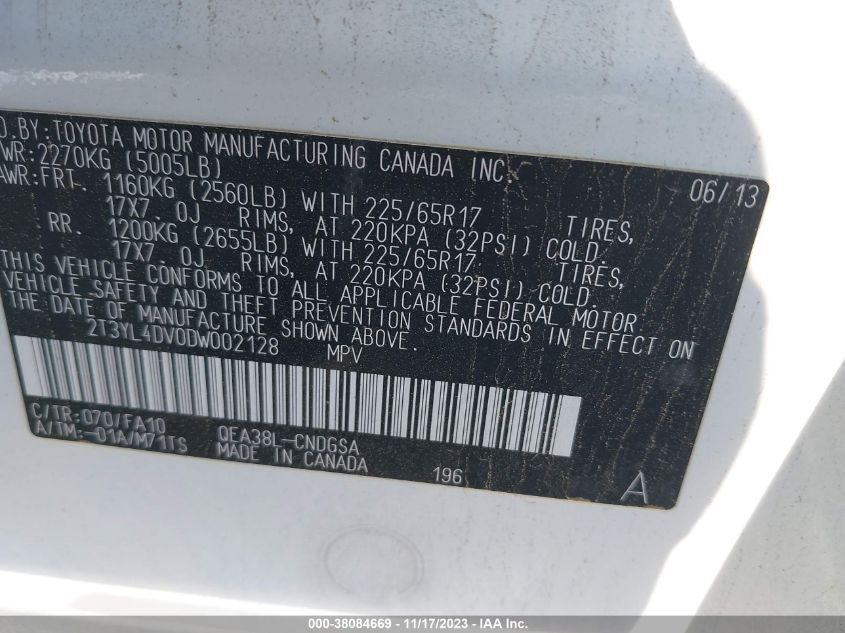 D.BY:TOYOTA MOTOR MANUFACTURING CANADA INC. 06/13
WR:2270KG (5005LB)
AWR:FRT. 1160KG (2560LB) WITH 225/65R17 TIRES,
17X7.0J RIMS, AT 220KPA (32PSI) COLD.
RR. 1200KG (2655LB) WITH 225/65R17 TIRES,
17X7.0J RIMS, AT 220KPA (32PSI) COLD.
THIS VEHICLE CONFORMS TO ALL APPLICABLE FEDERAL MOTOR
VEHICLE SAFETY AND THEFT PREVENTION STANDARDS IN EFFECT ON
THE DATE OF MANUFACTURE SHOWN ABOVE.
2T3YL4DV0DW002128 MPV
C/TR:070/FA10 QEA38L-CNDGSA
A/TM:-01A/M71TS MADE IN CANADA
196 A
000-38084669 - 11/17/2023 - IAA Inc.